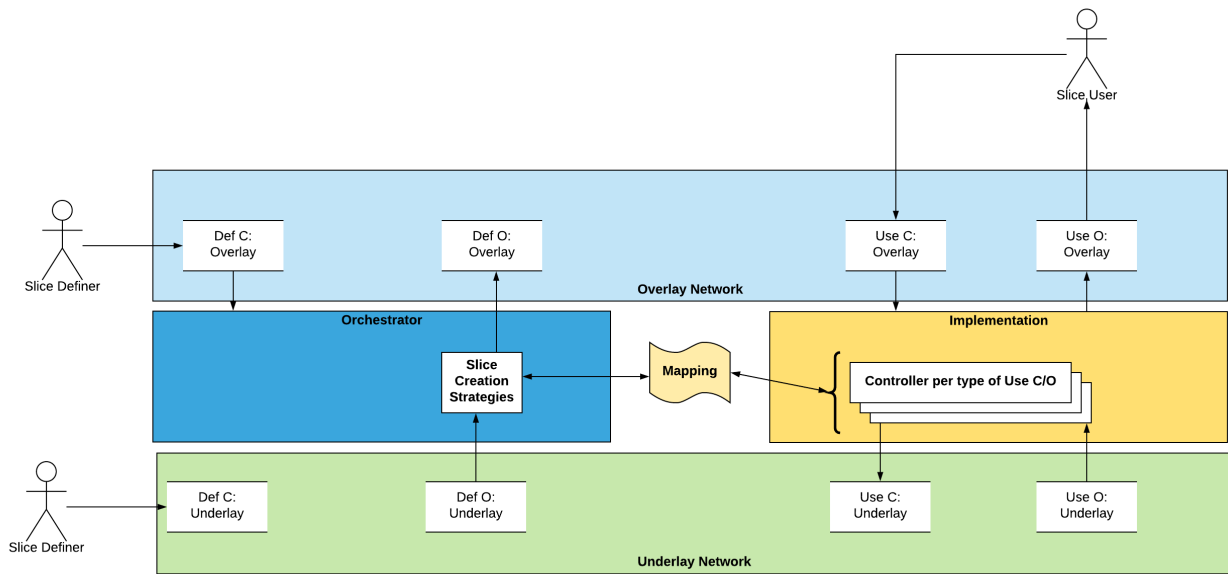 Slice User
Def C:
Overlay
Def O:
Overlay
Use C:
Overlay
Use O:
Overlay
Slice Definer
Overlay Network
Orchestrator
Implementation
Slice
Creation
Strategies
Mapping
Controller per type of Use C/O
Def C:
Underlay
Def O:
Underlay
Use C:
Underlay
Use O:
Underlay
Slice Definer
Underlay Network